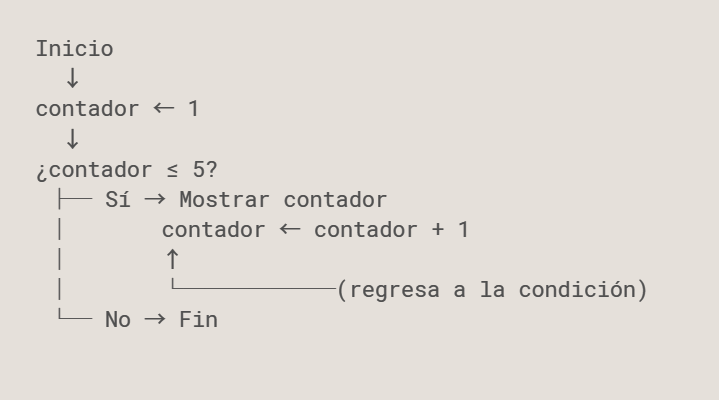 Inicio
↓
contador ← 1
↓
¿contador ≤ 5?
├── Sí → Mostrar contador
│ contador ← contador + 1
│ ↑
│ └──────────(regresa a la condición)
└── No → Fin